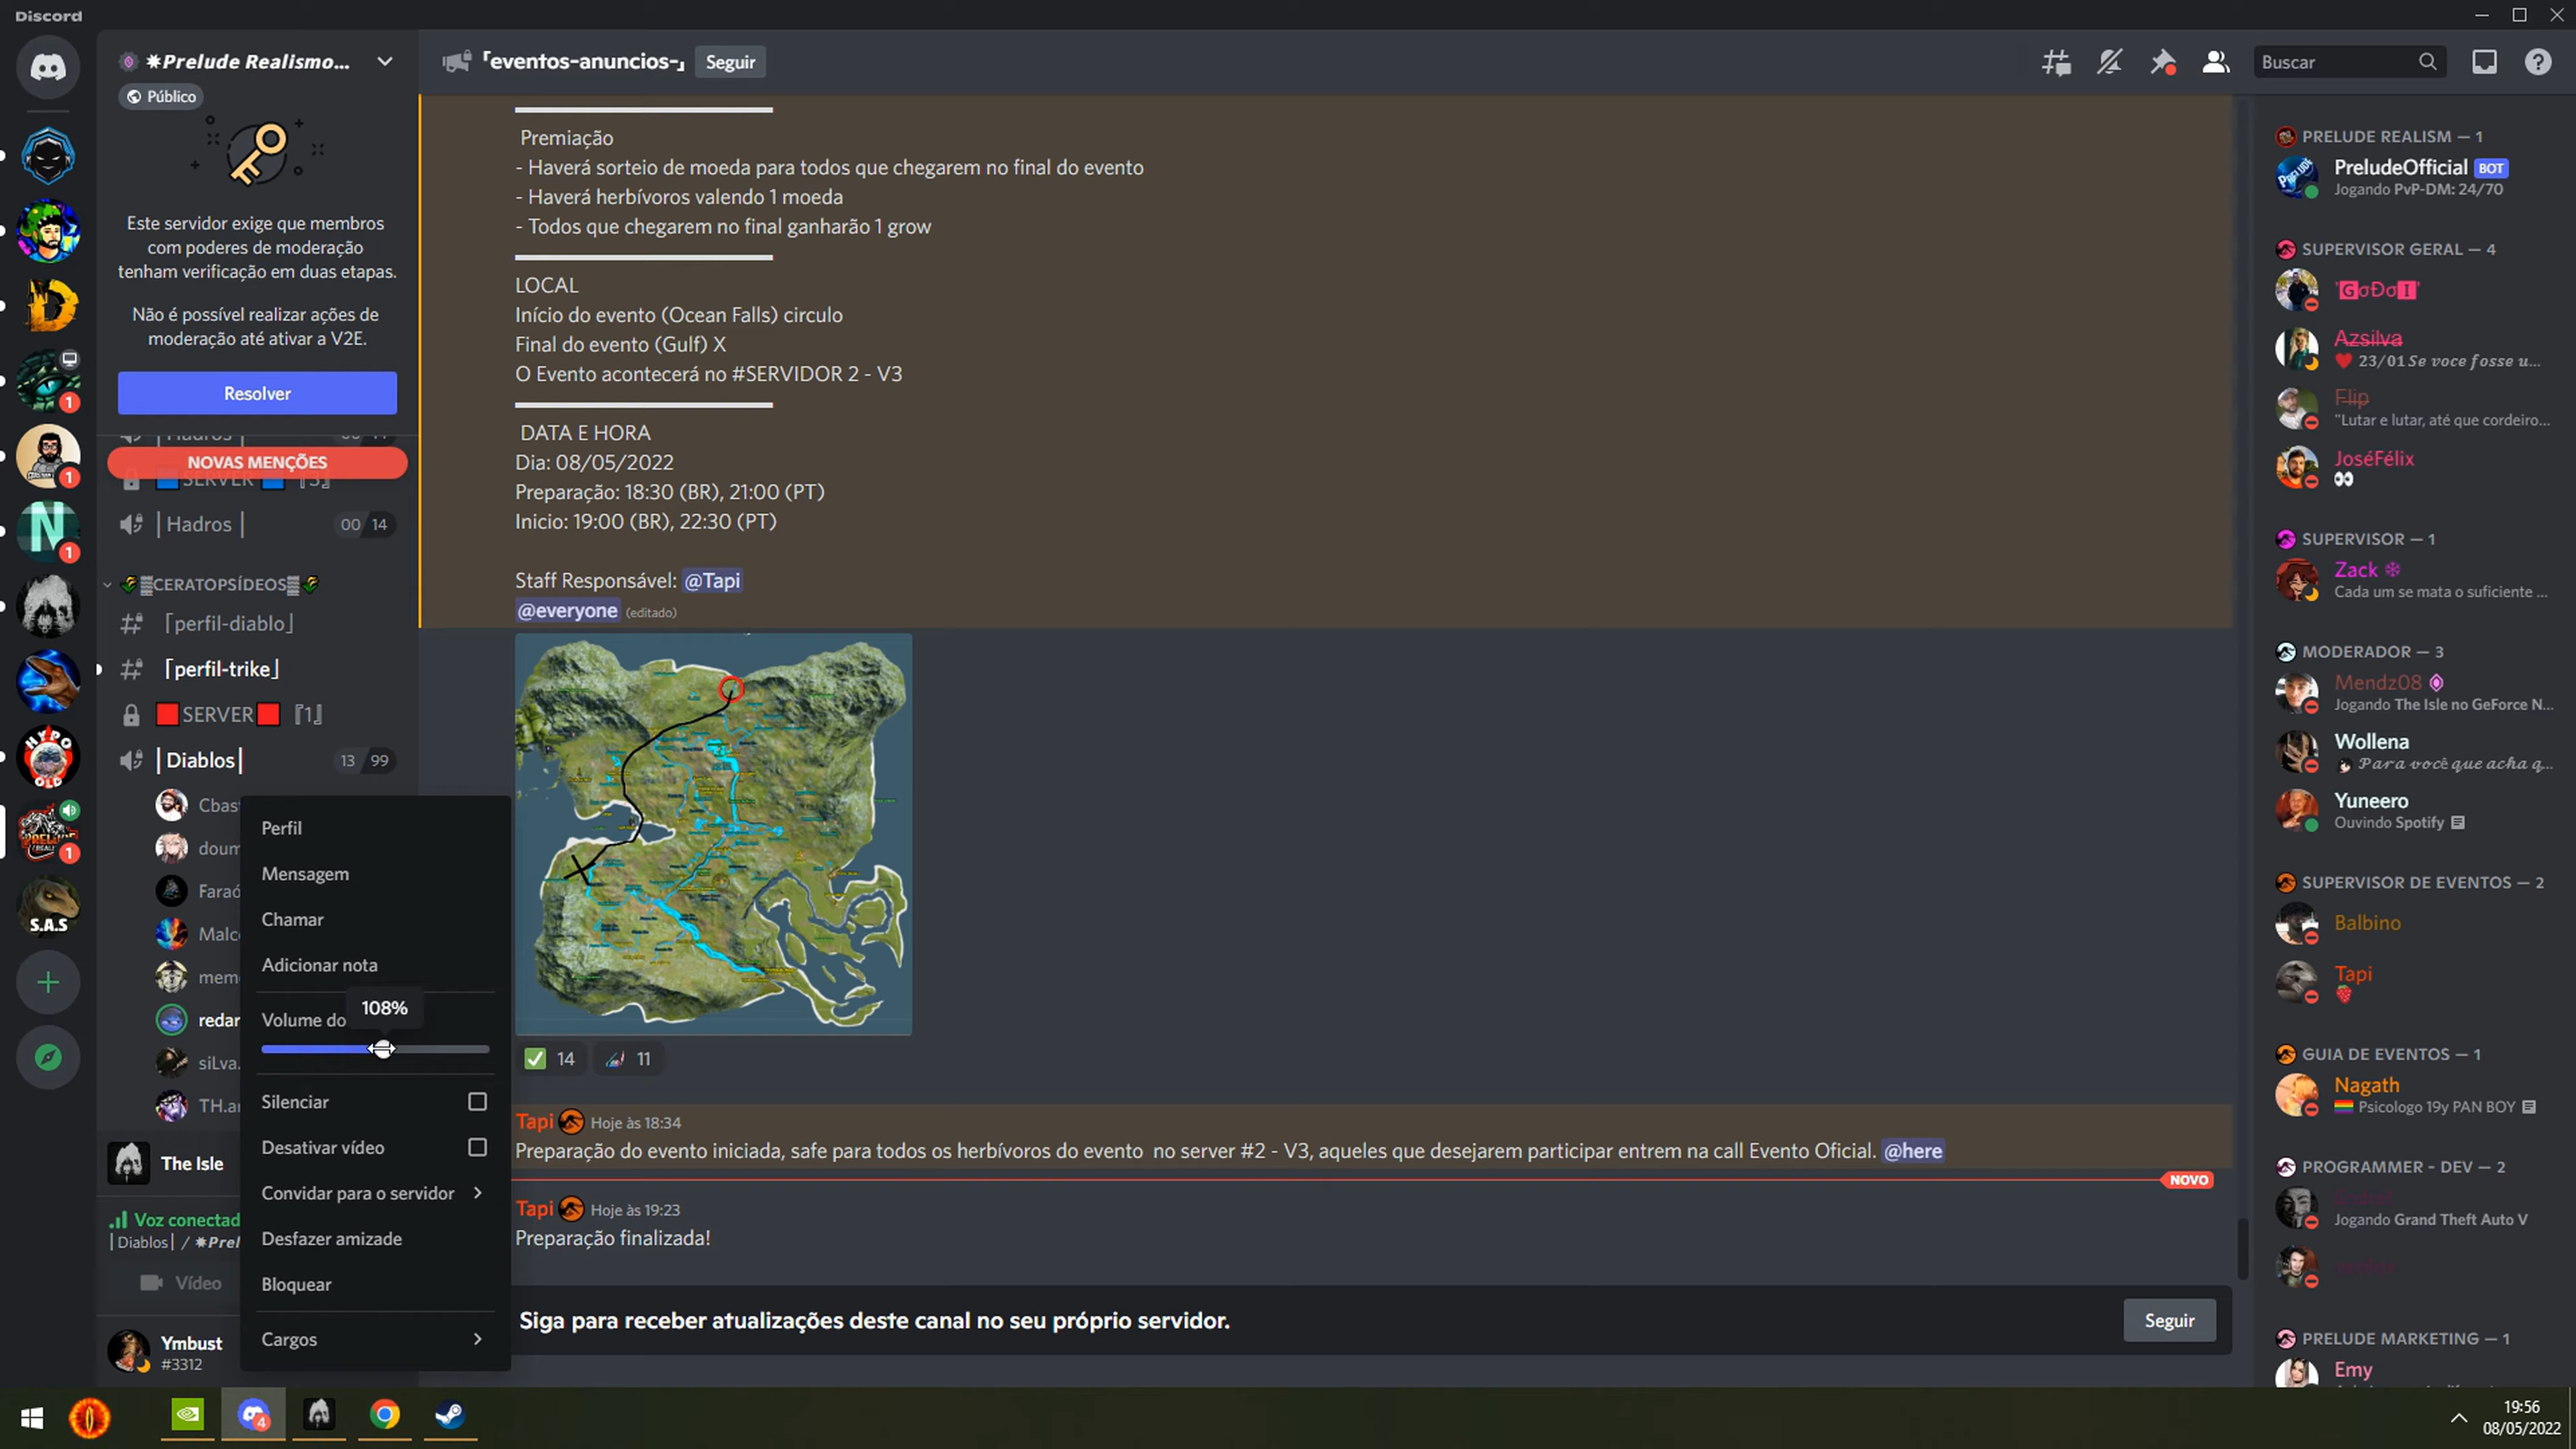 Discord
✷Prelude Realismo...
Público
Este servidor exige que membros
com poderes de moderação
tenham verificação em duas etapas.
Não é possível realizar ações de
moderação até ativar a V2E.
Resolver
NOVAS MENÇÕES
SERVER 『3』
|Hadros | 00 14
CERATOPSÍDEOS
「perfil-diablo」
「perfil-trike」
SERVER 『1』
|Diablos| 13 99
Cbas
doum
Faraó
Malc
mem
redar
siLva.
TH.a
The Isle
Voz conectad
|Diablos| / ✷Prel
Vídeo
Ymbust
#3312
Perfil
Mensagem
Chamar
Adicionar nota
Volume do
108%
Silenciar
Desativar vídeo
Convidar para o servidor
Desfazer amizade
Bloquear
Cargos
「eventos-anuncios-」
Seguir
Buscar
Premiação
- Haverá sorteio de moeda para todos que chegarem no final do evento
- Haverá herbívoros valendo 1 moeda
- Todos que chegarem no final ganharão 1 grow
LOCAL
Início do evento (Ocean Falls) circulo
Final do evento (Gulf) X
O Evento acontecerá no #SERVIDOR 2 - V3
DATA E HORA
Dia: 08/05/2022
Preparação: 18:30 (BR), 21:00 (PT)
Inicio: 19:00 (BR), 22:30 (PT)
Staff Responsável: @Tapi
@everyone (editado)
14 11
Tapi Hoje às 18:34
Preparação do evento iniciada, safe para todos os herbívoros do evento no server #2 - V3, aqueles que desejarem participar entrem na call Evento Oficial. @here
NOVO
Tapi Hoje às 19:23
Preparação finalizada!
Siga para receber atualizações deste canal no seu próprio servidor.
Seguir
PRELUDE REALISM — 1
PreludeOfficial BOT
Jogando PvP-DM: 24/70
SUPERVISOR GERAL — 4
'🅶σĐσ🅸'
Azsilva
23/01 Se voce fosse u...
Flip
"Lutar e lutar, até que cordeiro...
JoséFélix
SUPERVISOR — 1
Zack ❄
Cada um se mata o suficiente ...
MODERADOR — 3
Mendz08
Jogando The Isle no GeForce N...
Wollena
Para você que acha q...
Yuneero
Ouvindo Spotify
SUPERVISOR DE EVENTOS — 2
Balbino
Tapi
GUIA DE EVENTOS — 1
Nagath
Psicologo 19y PAN BOY
PROGRAMMER - DEV — 2
Jogando Grand Theft Auto V
PRELUDE MARKETING — 1
Emy
S.A.S
HYPO
OLD
19:56
08/05/2022